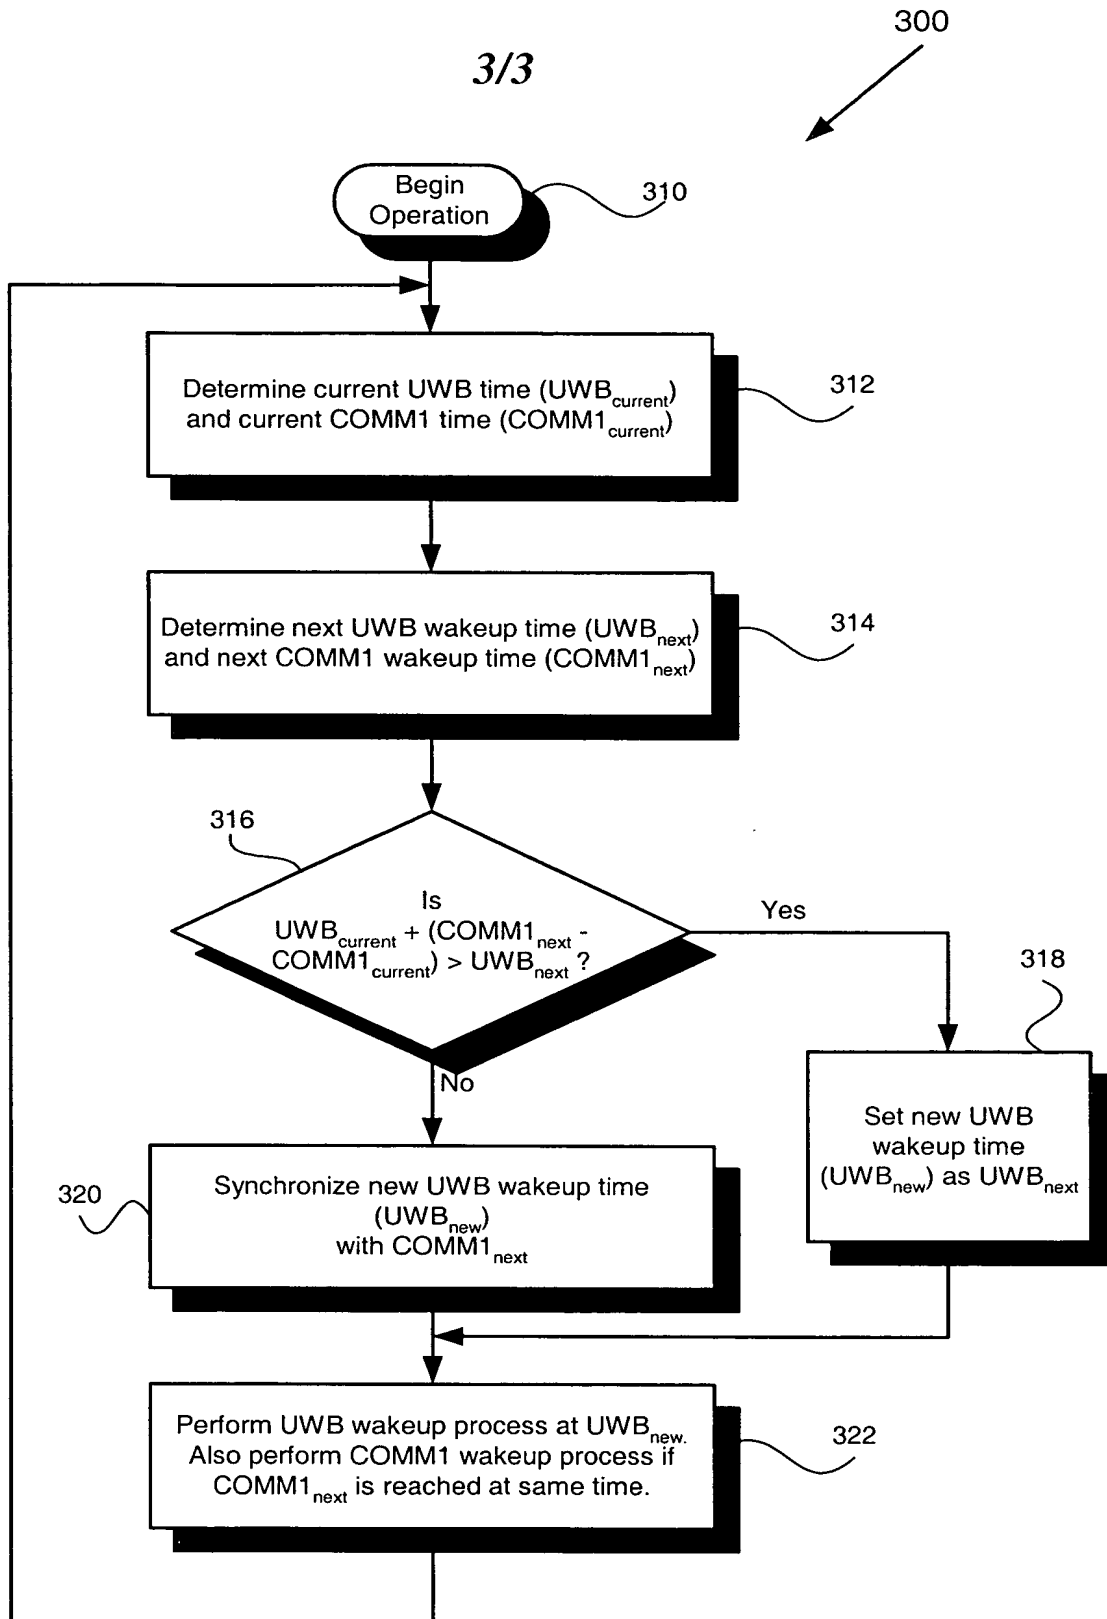 300
3/3
Begin
Operation
310
Determine current UWB time (UWBcurrent)
and current COMM1 time (COMM1current)
312
Determine next UWB wakeup time (UWBnext)
and next COMM1 wakeup time (COMM1next)
314
316
Is
UWBcurrent + (COMM1next -
COMM1current) > UWBnext ?
Yes
No
318
Set new UWB
wakeup time
(UWBnew) as UWBnext
320
Synchronize new UWB wakeup time
(UWBnew)
with COMM1next
Perform UWB wakeup process at UWBnew.
Also perform COMM1 wakeup process if
COMM1next is reached at same time.
322